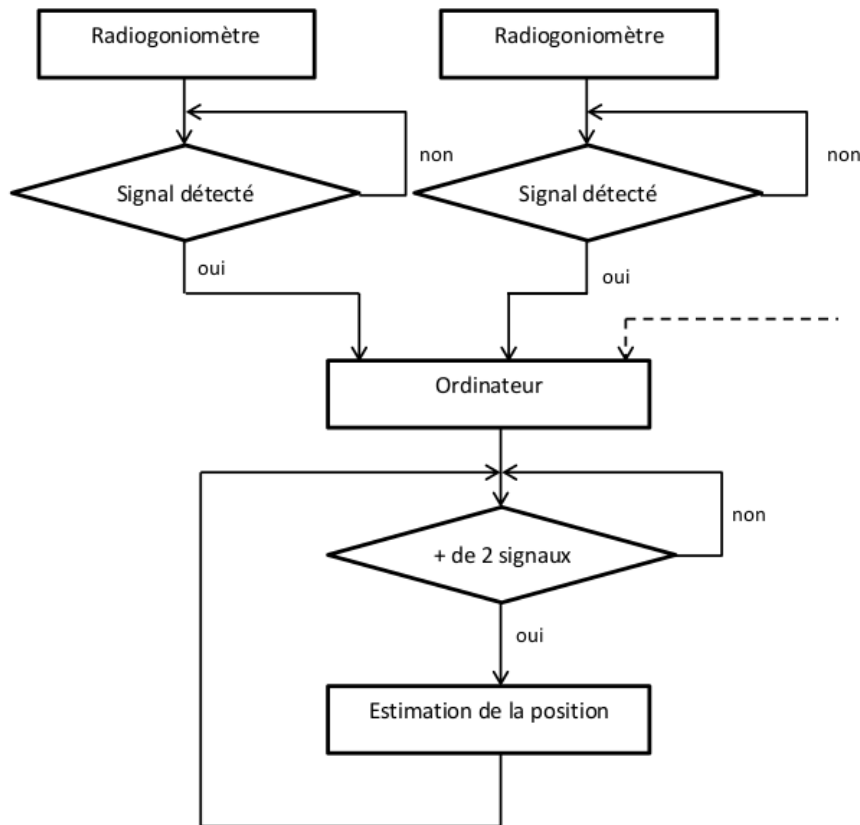 Radiogoniomètre
Radiogoniomètre
non
non
Signal détecté
Signal détecté
oui
oui
Ordinateur
non
+ de 2 signaux
oui
Estimation de la position